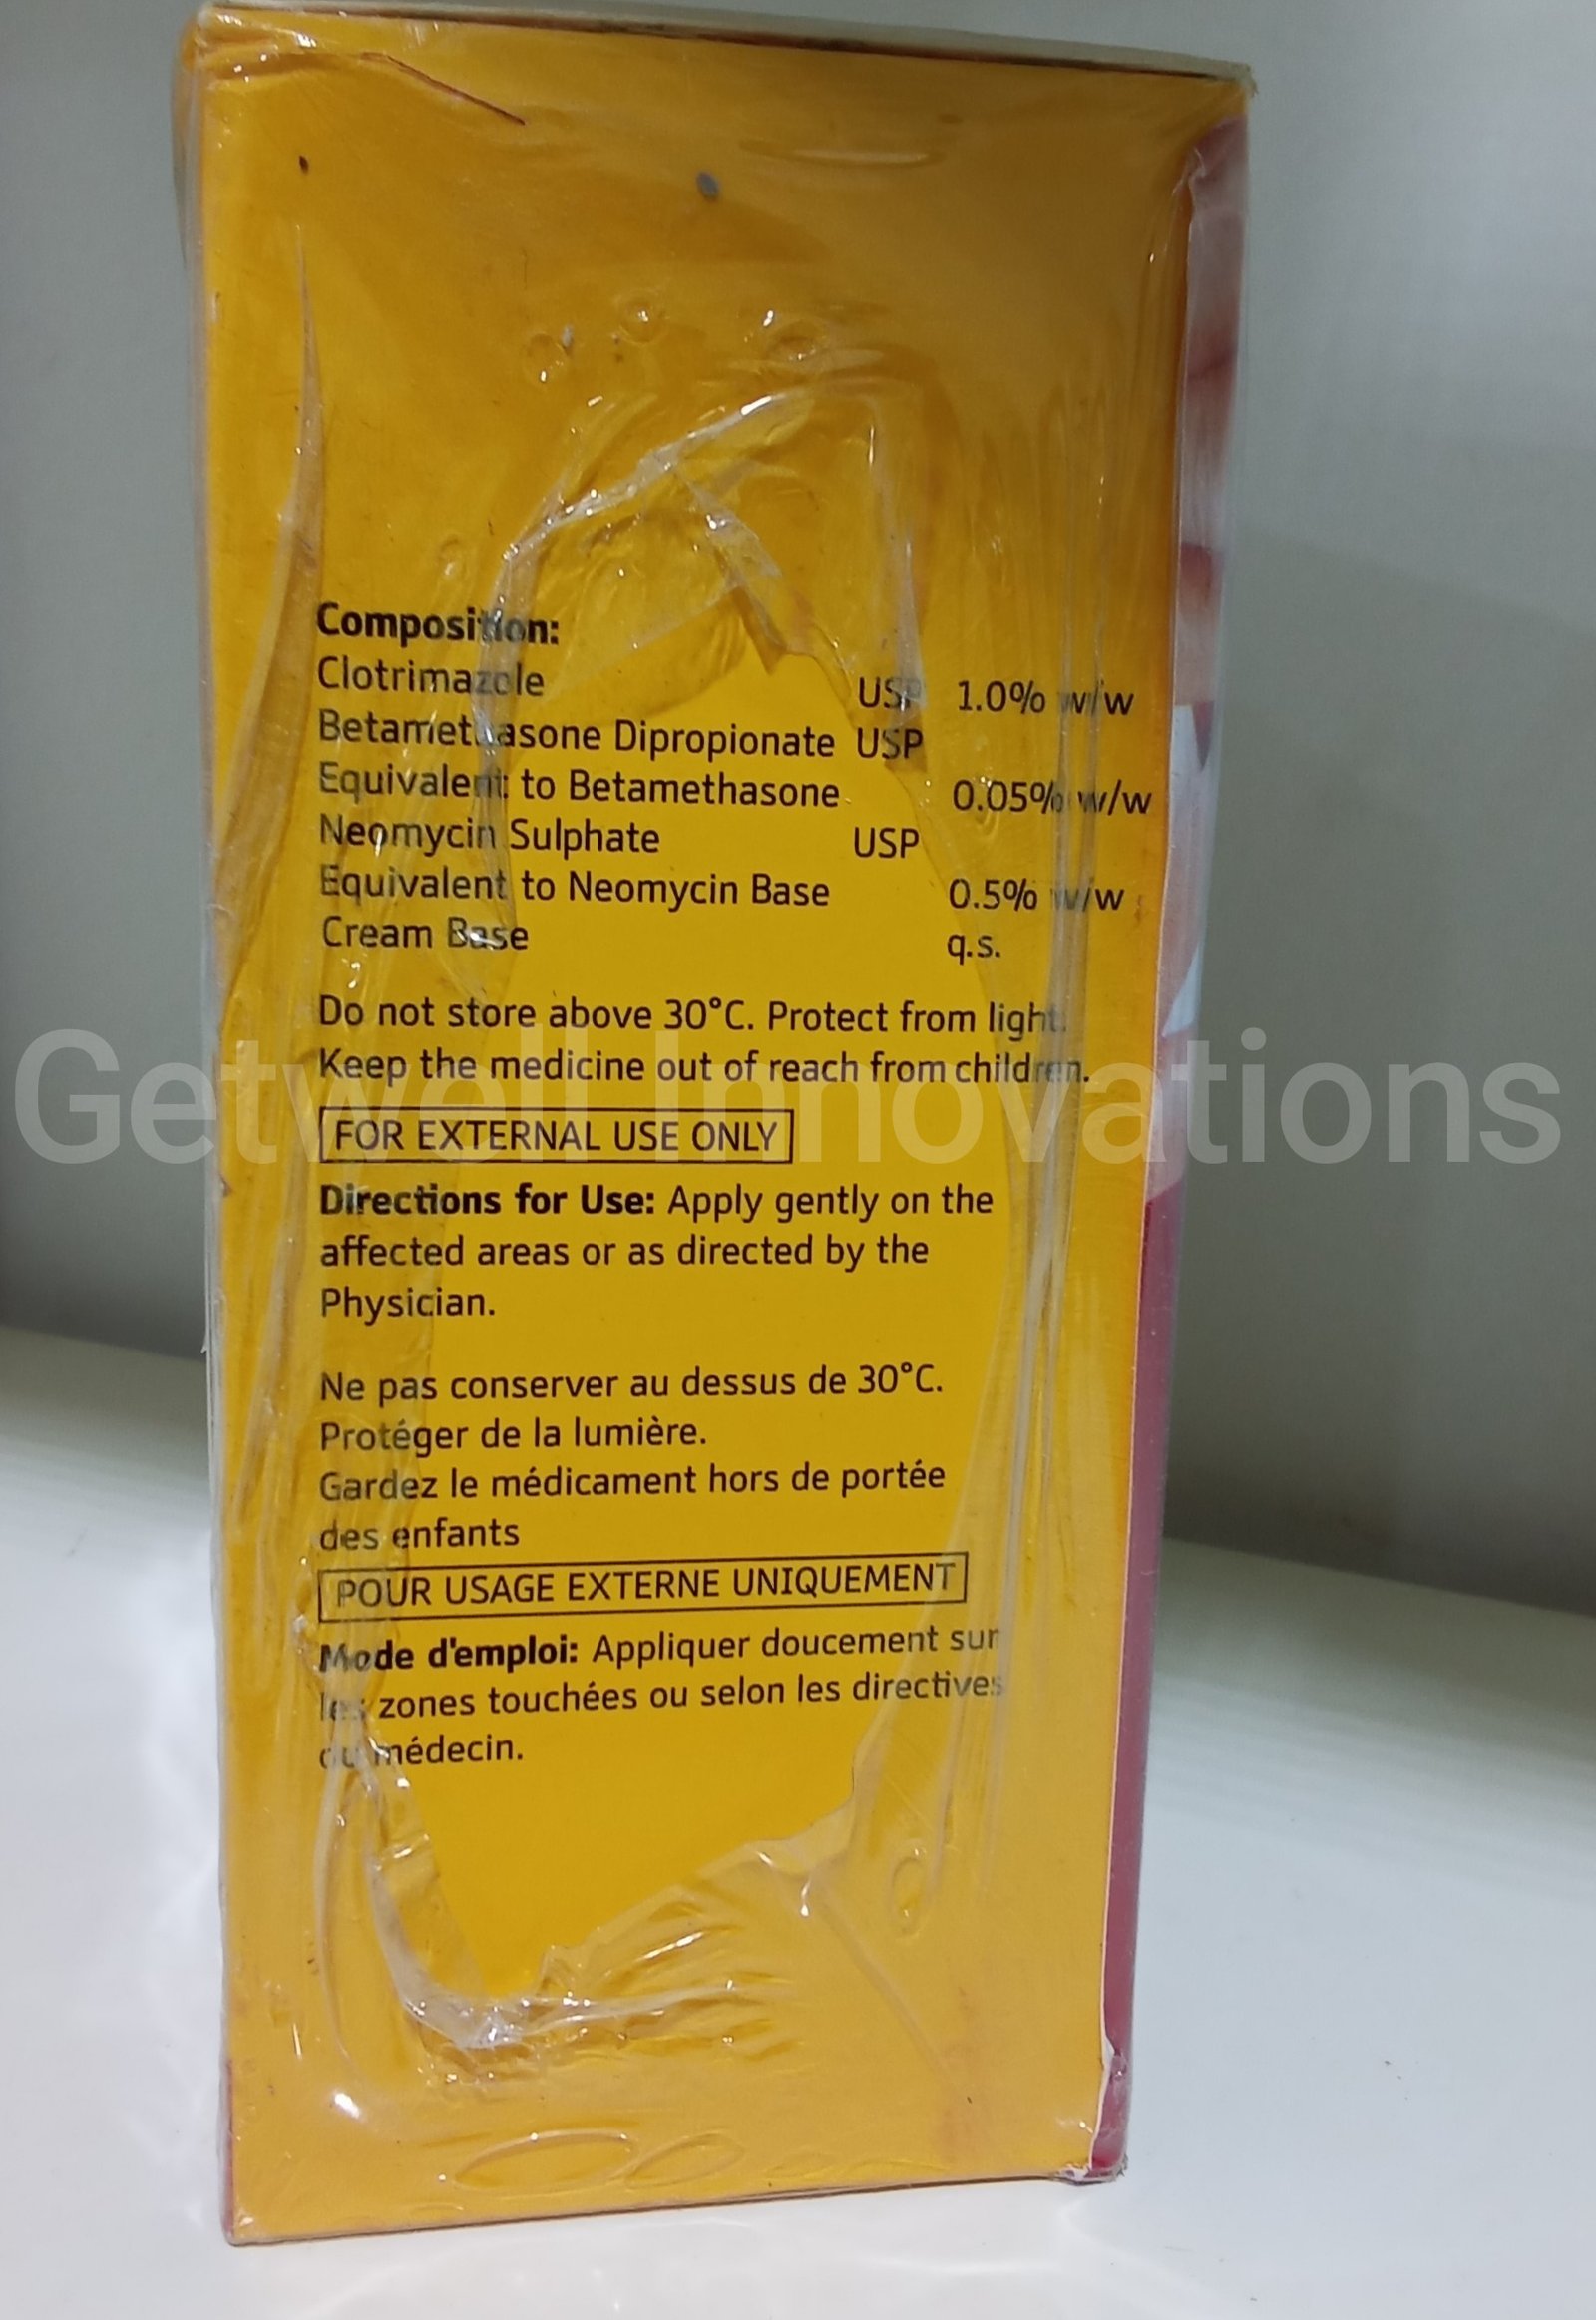 Composition:
Clotrimazole USP 1.0% w/w
Betamethasone Dipropionate USP
Equivalent to Betamethasone 0.05% w/w
Neomycin Sulphate USP
Equivalent to Neomycin Base 0.5% w/w
Cream Base q.s.
Do not store above 30°C. Protect from light.
Keep the medicine out of reach from children.
Getwell Innovations
FOR EXTERNAL USE ONLY
Directions for Use: Apply gently on the
affected areas or as directed by the
Physician.
Ne pas conserver au dessus de 30°C.
Protéger de la lumière.
Gardez le médicament hors de portée
des enfants
POUR USAGE EXTERNE UNIQUEMENT
Mode d'emploi: Appliquer doucement sur
les zones touchées ou selon les directives
du médecin.